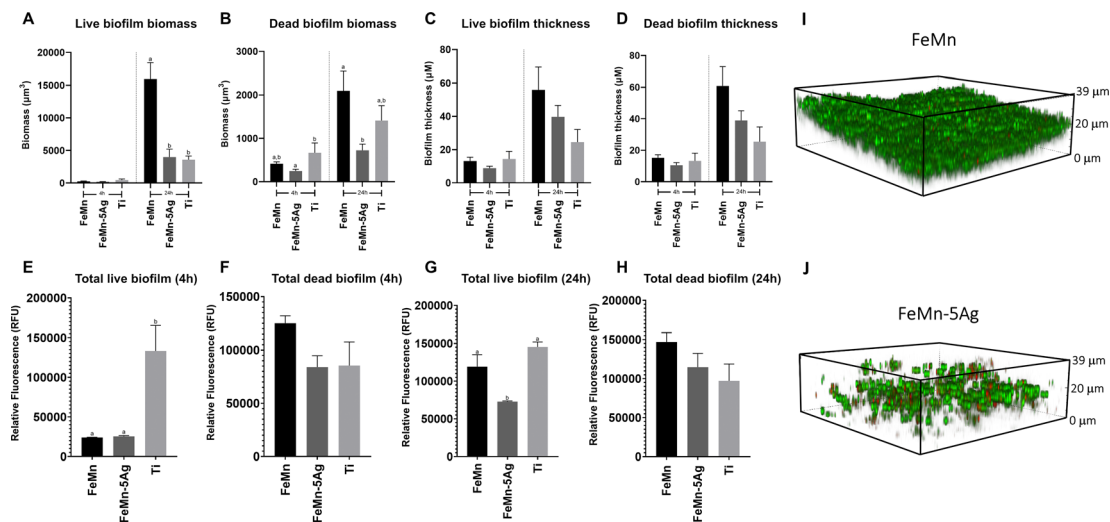 A Live biofilm biomass
Biomass (µm³)
20000
15000
10000
5000
0
a
b
b
4h
24h
FeMn
FeMn-5Ag
Ti
FeMn
FeMn-5Ag
Ti
B Dead biofilm biomass
Biomass (µm³)
3000
2000
1000
0
a,b
a
b
a
b
a,b
4h
24h
FeMn
FeMn-5Ag
Ti
FeMn
FeMn-5Ag
Ti
C Live biofilm thickness
Biofilm thickness (µM)
80
60
40
20
0
4h
24h
FeMn
FeMn-5Ag
Ti
FeMn
FeMn-5Ag
Ti
D Dead biofilm thickness
Biofilm thickness (µM)
80
60
40
20
0
4h
24h
FeMn
FeMn-5Ag
Ti
FeMn
FeMn-5Ag
Ti
I
FeMn
39 µm
20 µm
0 µm
E Total live biofilm (4h)
Relative Fluorescence (RFU)
200000
150000
100000
50000
0
a
a
b
FeMn
FeMn-5Ag
Ti
F Total dead biofilm (4h)
Relative Fluorescence (RFU)
150000
100000
50000
0
FeMn
FeMn-5Ag
Ti
G Total live biofilm (24h)
Relative Fluorescence (RFU)
200000
150000
100000
50000
0
a
b
a
FeMn
FeMn-5Ag
Ti
H Total dead biofilm (24h)
Relative Fluorescence (RFU)
200000
150000
100000
50000
0
FeMn
FeMn-5Ag
Ti
J
FeMn-5Ag
39 µm
20 µm
0 µm